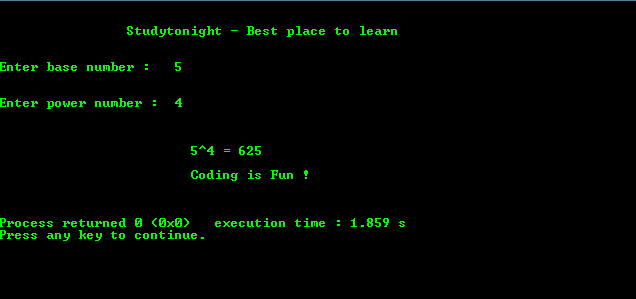 Studytonight - Best place to learn
Enter base number :   5
Enter power number :  4
5^4 = 625
Coding is Fun !
Process returned 0 (0x0)   execution time : 1.859 s
Press any key to continue.